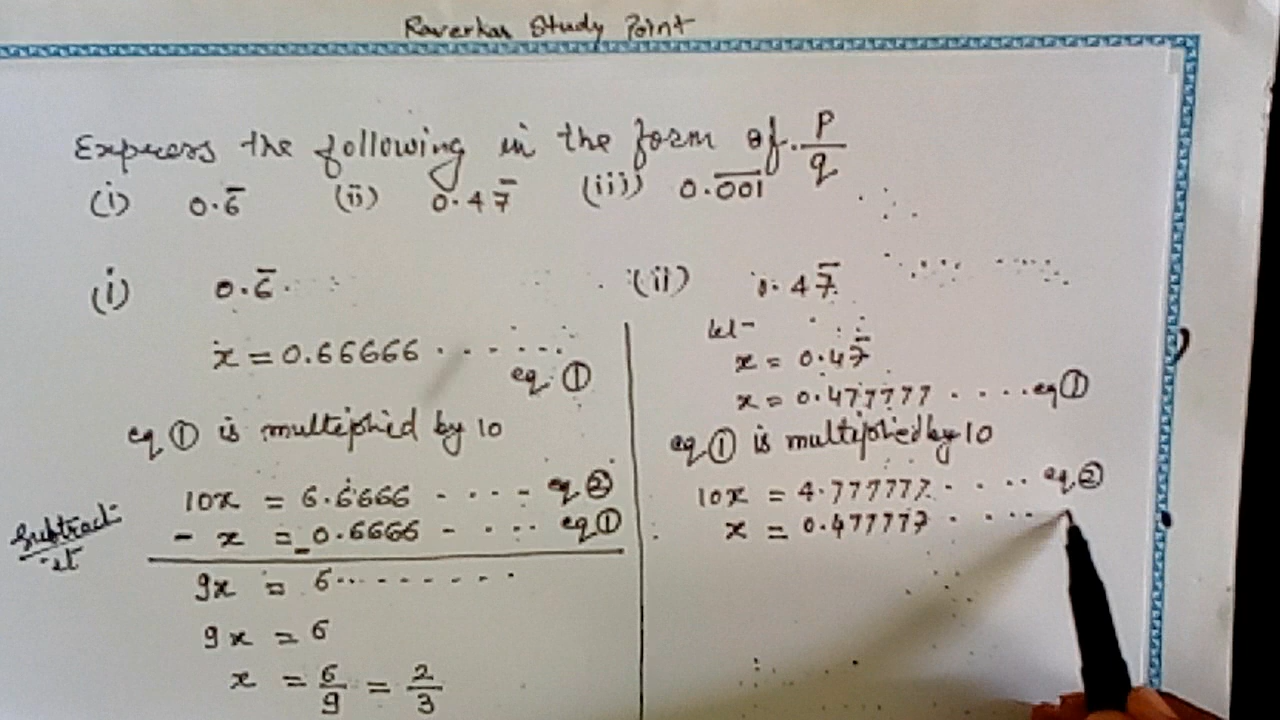 Raverkar Study Point
Express the following in the form of. p/q
(i) 0.6̅ (ii) 0.47̅ (iii) 0.0̅0̅1̅
(i) 0.6̅.
x = 0.66666 . . . . . .
eq. ①
eq ① is multiplied by 10
10x = 6.6666 - . . . - eq ②
- x = - 0.6666 - . . . eq ①
Subtract
it
9x = 6 . . - - - - - - .
9x = 6
x = 6/9 = 2/3
(ii) 0.47̅
let
x = 0.47̅
x = 0.477777 . . . . eq ①
eq ① is multiplied by 10
10x = 4.777777 . . . . . eq ②
x = 0.477777 . . . .